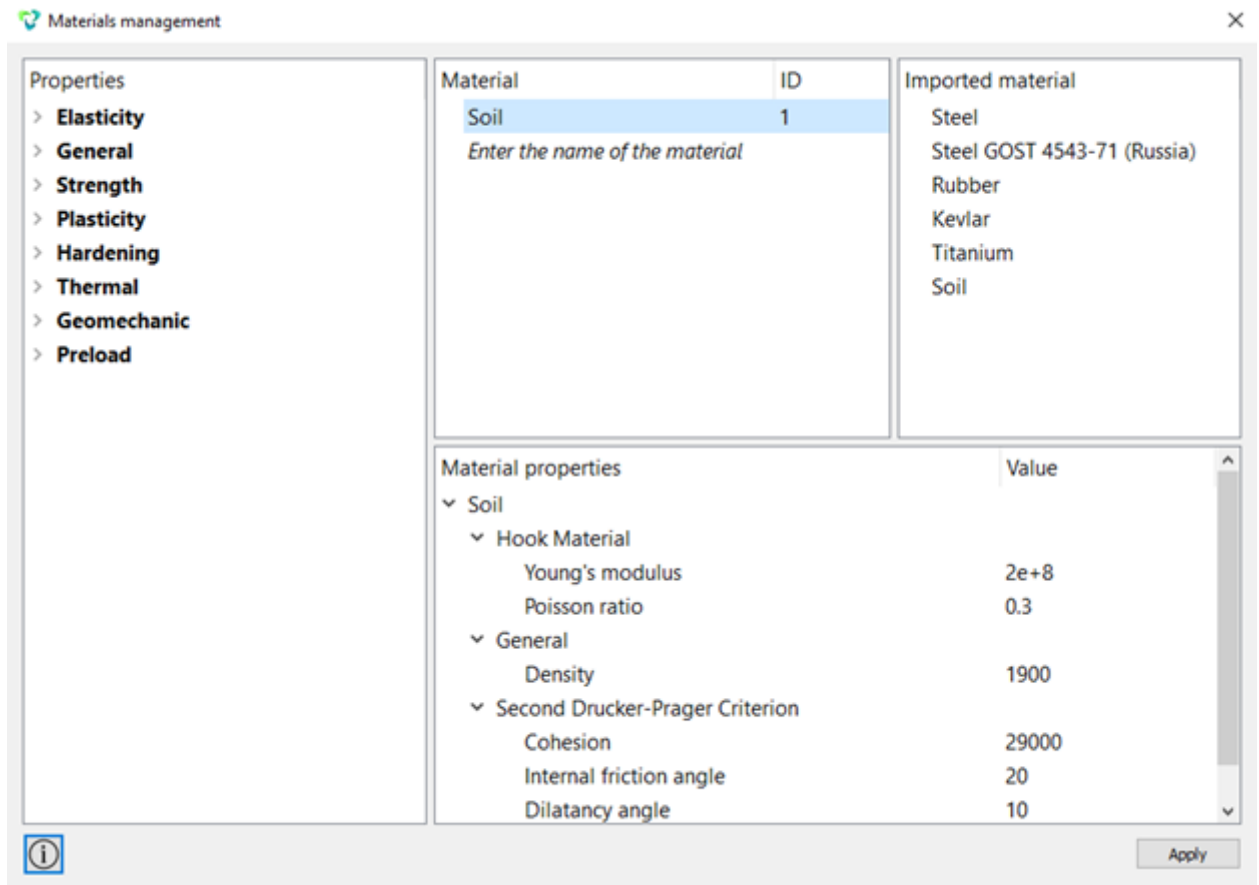 Materials management
Properties
Elasticity
General
Strength
Plasticity
Hardening
Thermal
Geomechanic
Preload
Material ID
Soil 1
Enter the name of the material
Imported material
Steel
Steel GOST 4543-71 (Russia)
Rubber
Kevlar
Titanium
Soil
Material properties Value
Soil
Hook Material
Young's modulus 2e+8
Poisson ratio 0.3
General
Density 1900
Second Drucker-Prager Criterion
Cohesion 29000
Internal friction angle 20
Dilatancy angle 10
Apply